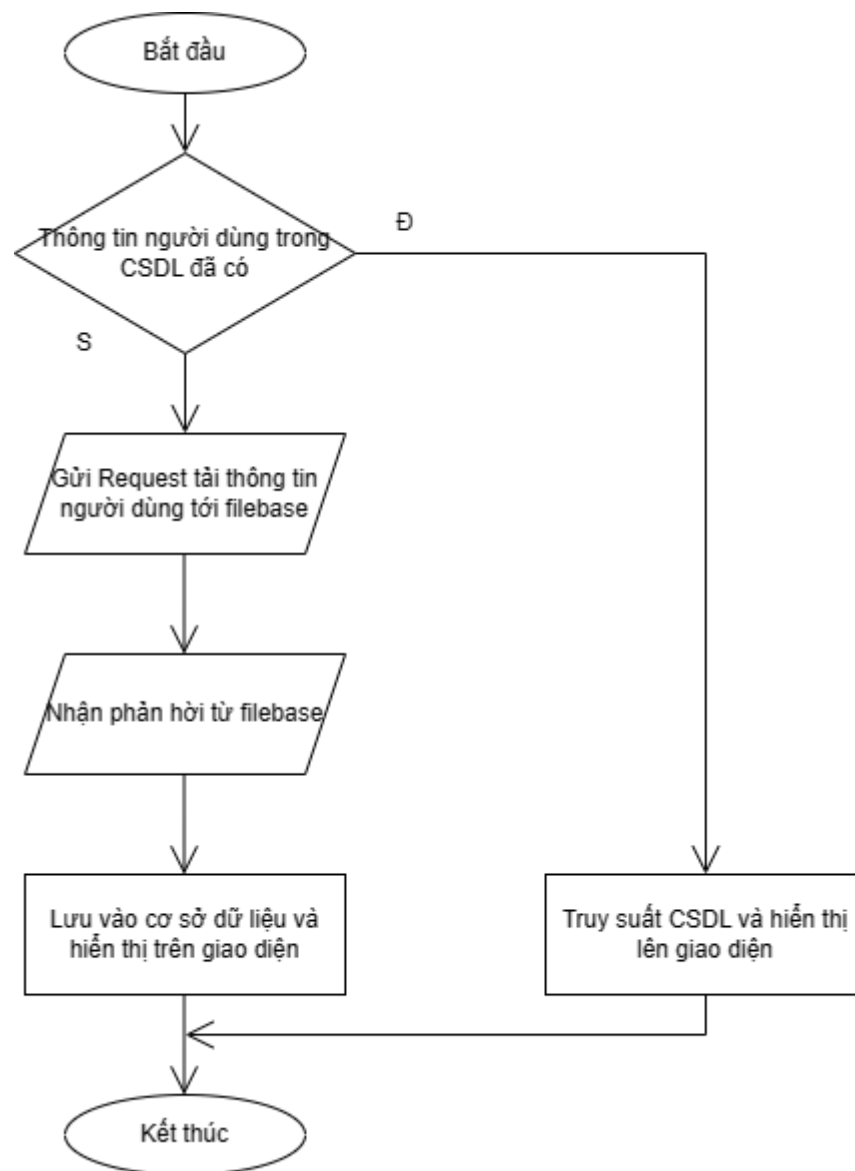 Bắt đầu
Thông tin người dùng trong
CSDL đã có
Đ
S
Gửi Request tải thông tin
người dùng tới filebase
Nhận phản hời từ filebase
Lưu vào cơ sở dữ liệu và
hiển thị trên giao diện
Truy suất CSDL và hiển thị
lên giao diện
Kết thúc